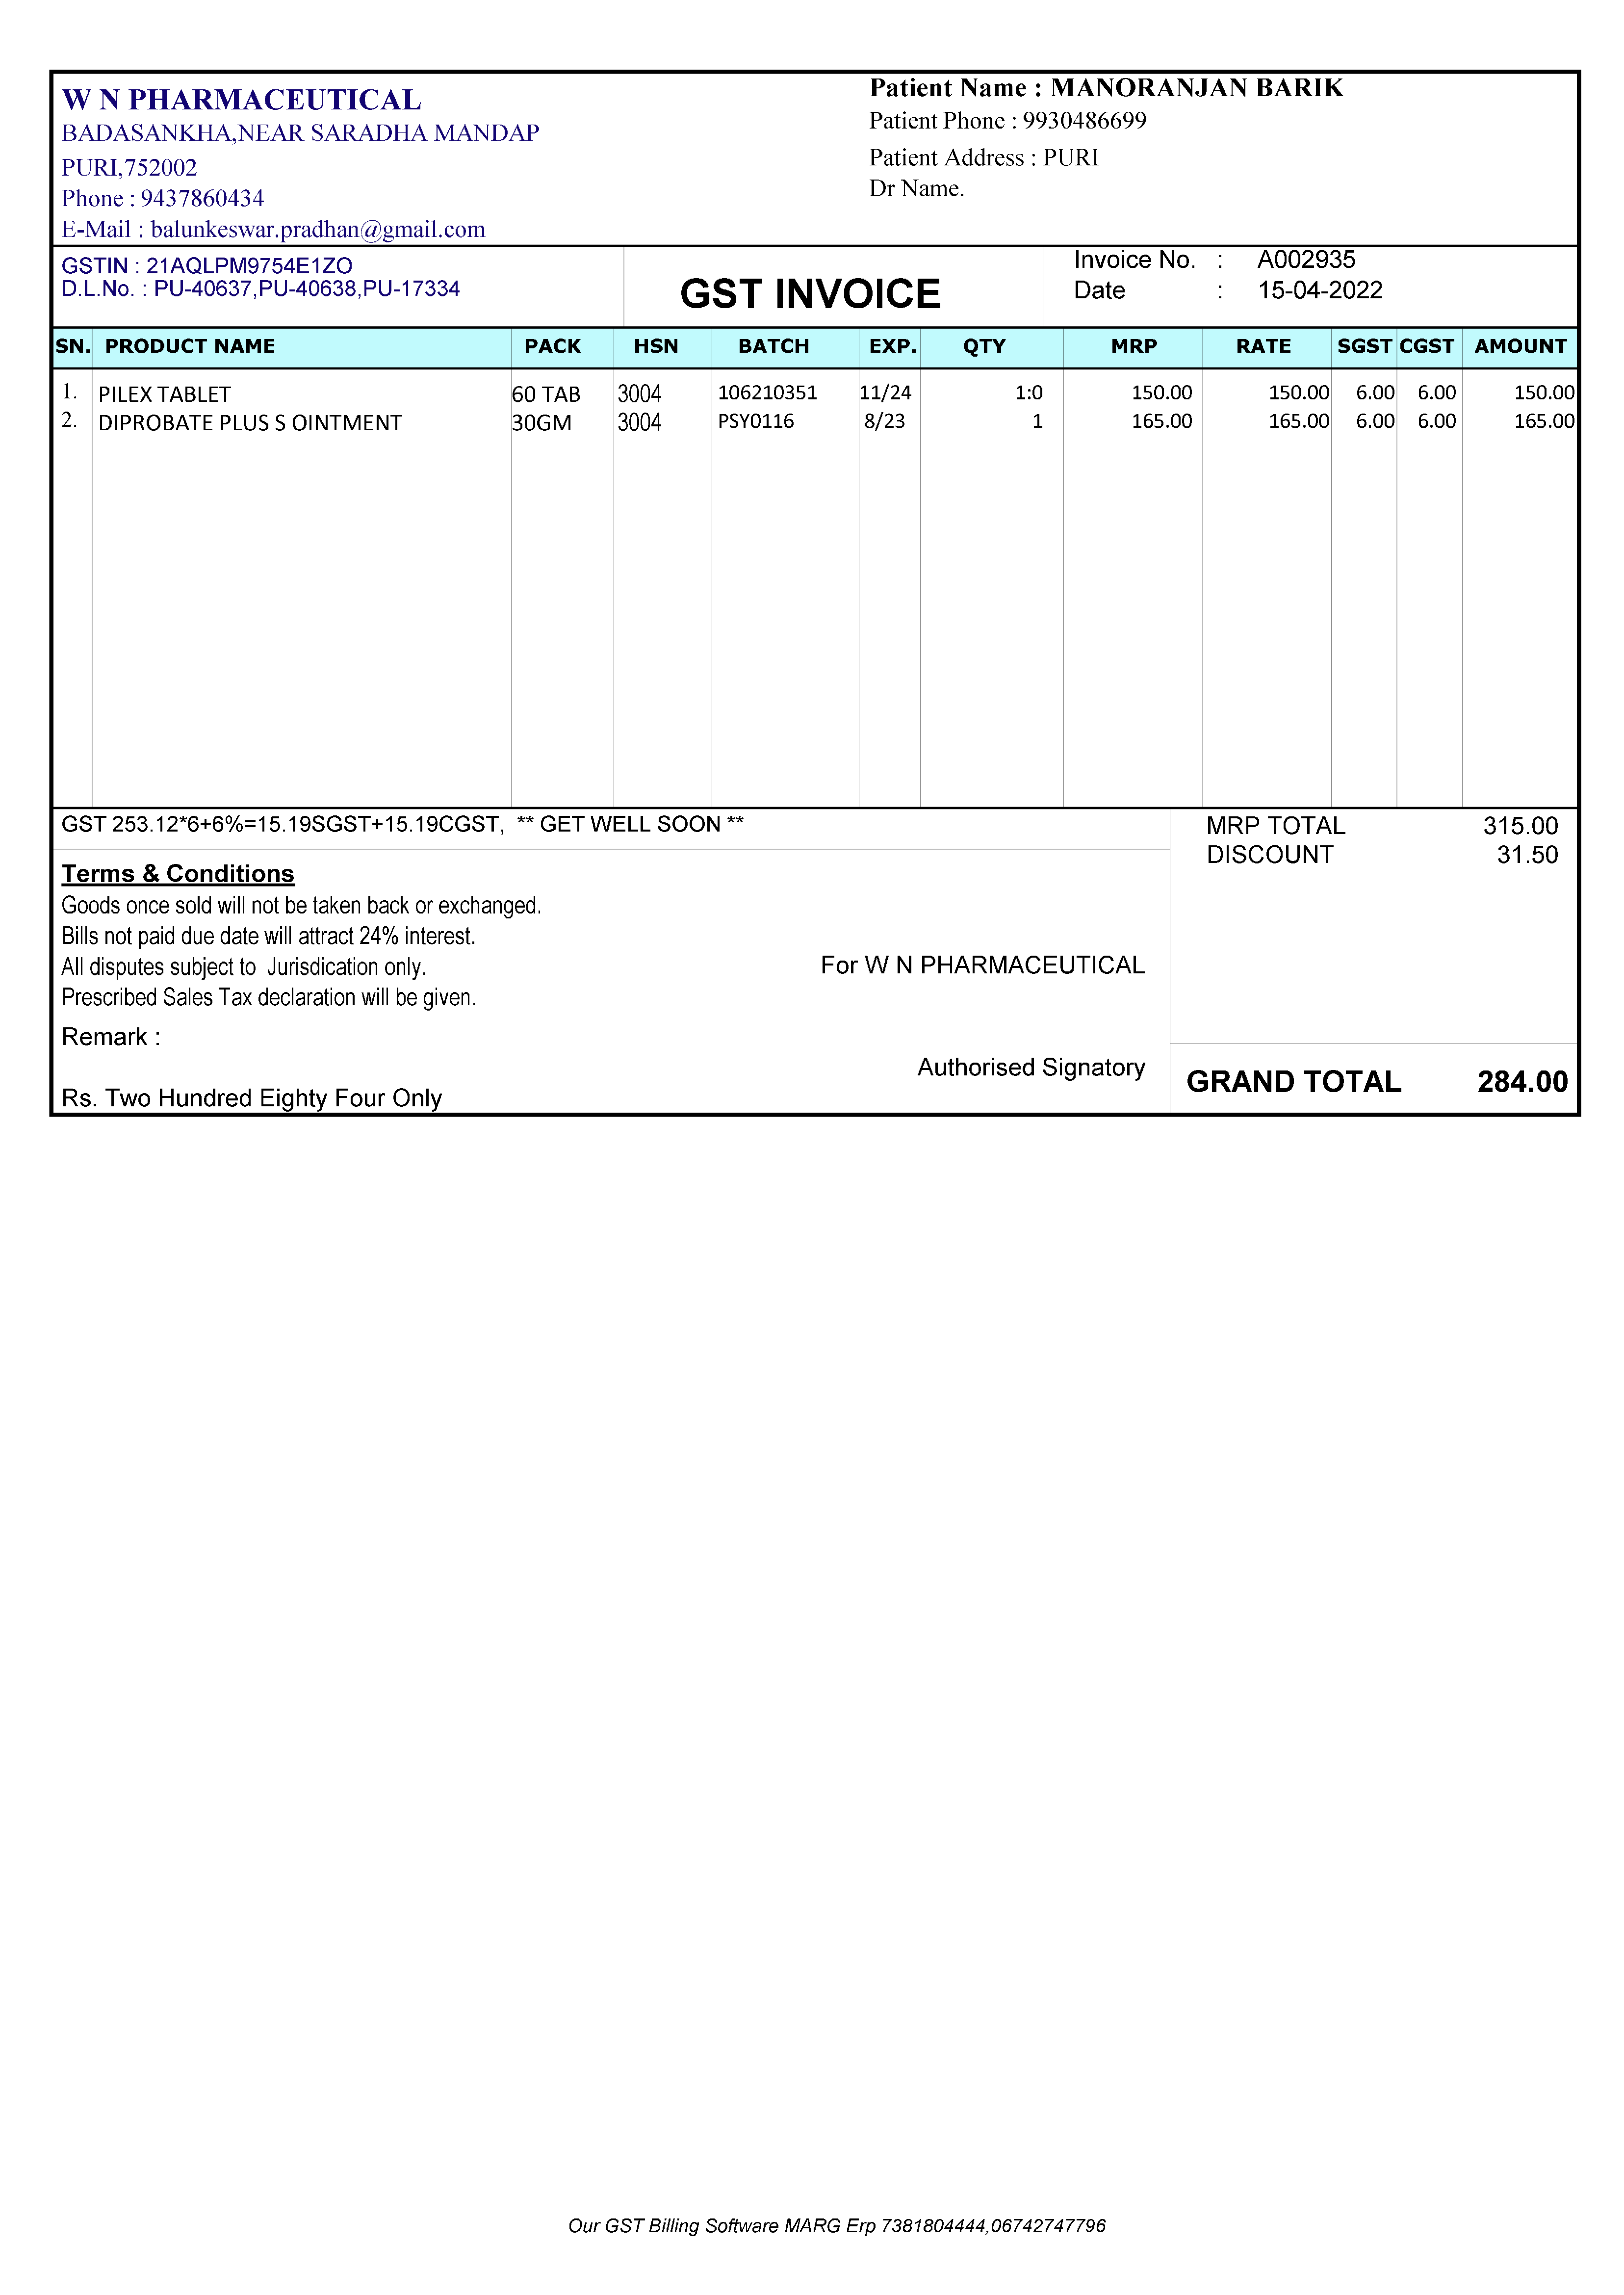 W N PHARMACEUTICAL
BADASANKHA,NEAR SARADHA MANDAP
PURI,752002
Phone : 9437860434
E-Mail : balunkeswar.pradhan@gmail.com
Patient Name : MANORANJAN BARIK
Patient Phone : 9930486699
Patient Address : PURI
Dr Name.
GSTIN : 21AQLPM9754E1ZO
D.L.No. : PU-40637,PU-40638,PU-17334
GST INVOICE
Invoice No. : A002935
Date : 15-04-2022
SN. PRODUCT NAME PACK HSN BATCH EXP. QTY MRP RATE SGST CGST AMOUNT
1. PILEX TABLET 60 TAB 3004 106210351 11/24 1:0 150.00 150.00 6.00 6.00 150.00
2. DIPROBATE PLUS S OINTMENT 30GM 3004 PSY0116 8/23 1 165.00 165.00 6.00 6.00 165.00
GST 253.12*6+6%=15.19SGST+15.19CGST, ** GET WELL SOON **
MRP TOTAL 315.00
DISCOUNT 31.50
Terms & Conditions
Goods once sold will not be taken back or exchanged.
Bills not paid due date will attract 24% interest.
All disputes subject to Jurisdication only.
Prescribed Sales Tax declaration will be given.
For W N PHARMACEUTICAL
Remark :
Authorised Signatory
Rs. Two Hundred Eighty Four Only
GRAND TOTAL 284.00
Our GST Billing Software MARG Erp 7381804444,06742747796